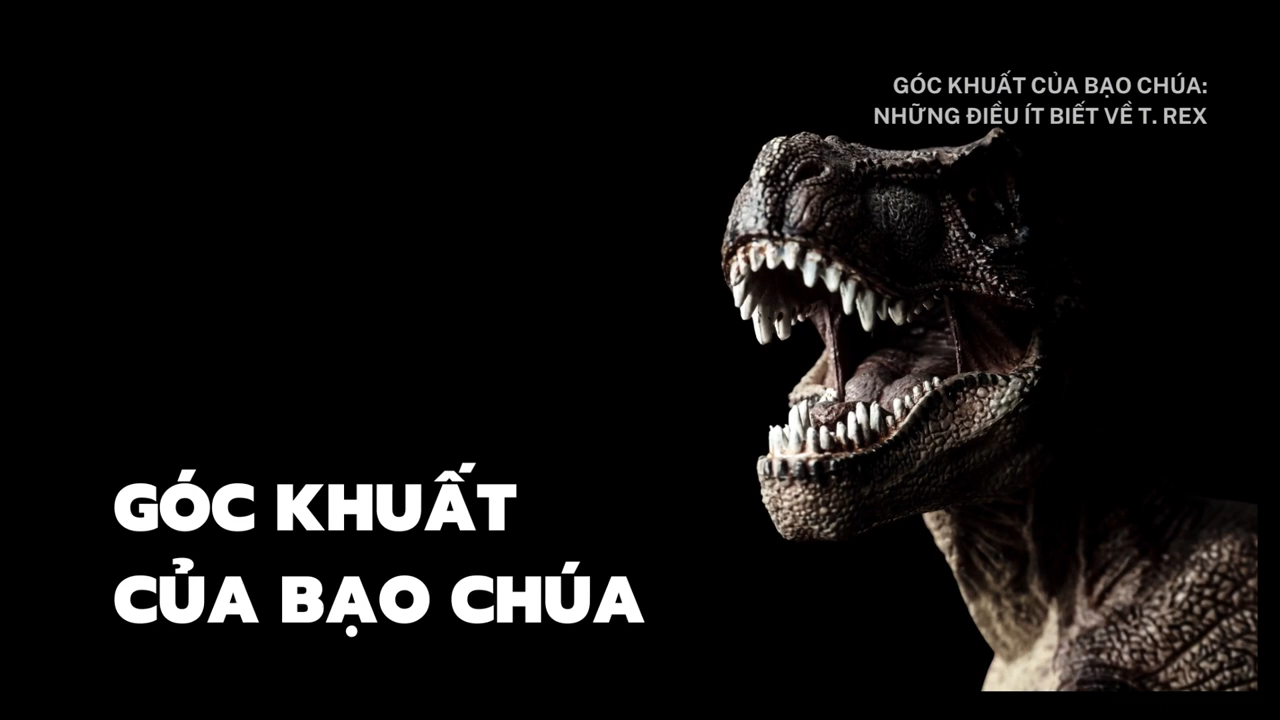 GÓC KHUẤT CỦA BẠO CHÚA:
NHỮNG ĐIỀU ÍT BIẾT VỀ T. REX
GÓC KHUẤT
CỦA BẠO CHÚA